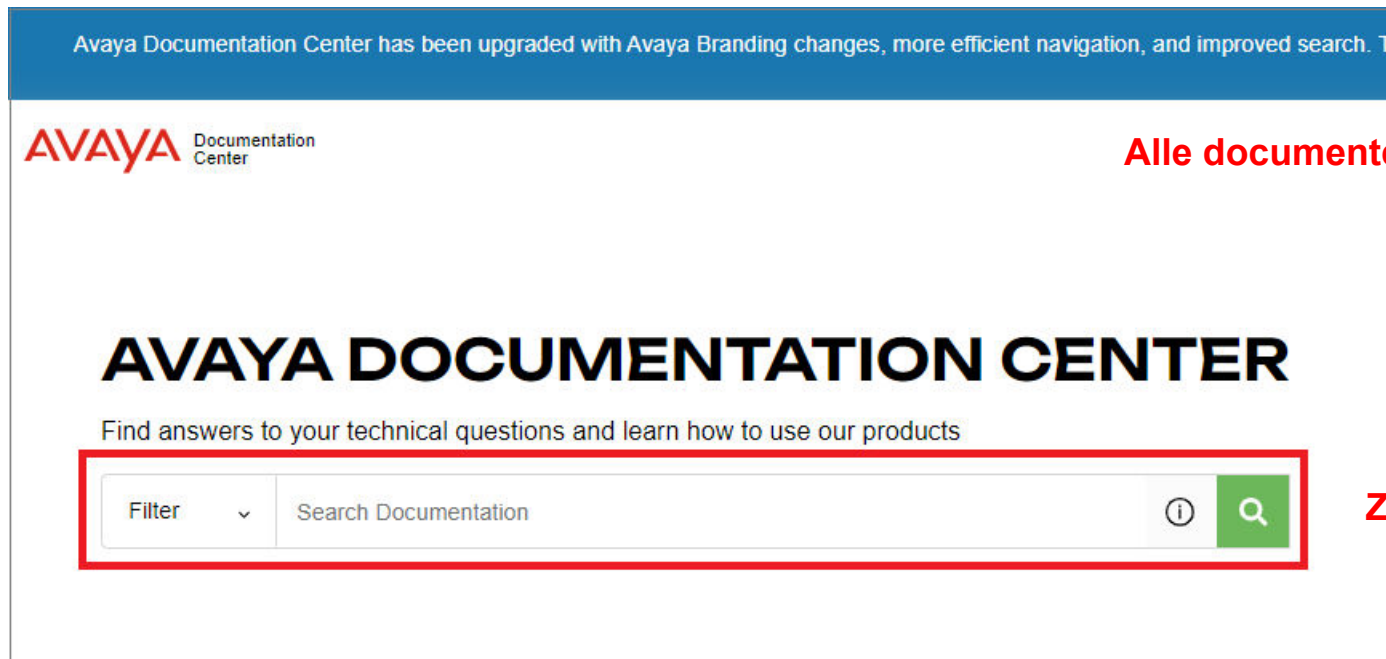 Avaya Documentation Center has been upgraded with Avaya Branding changes, more efficient navigation, and improved search. T
AVAYA Documentation
Center
Alle document
AVAYA DOCUMENTATION CENTER
Find answers to your technical questions and learn how to use our products
Filter Search Documentation
Z